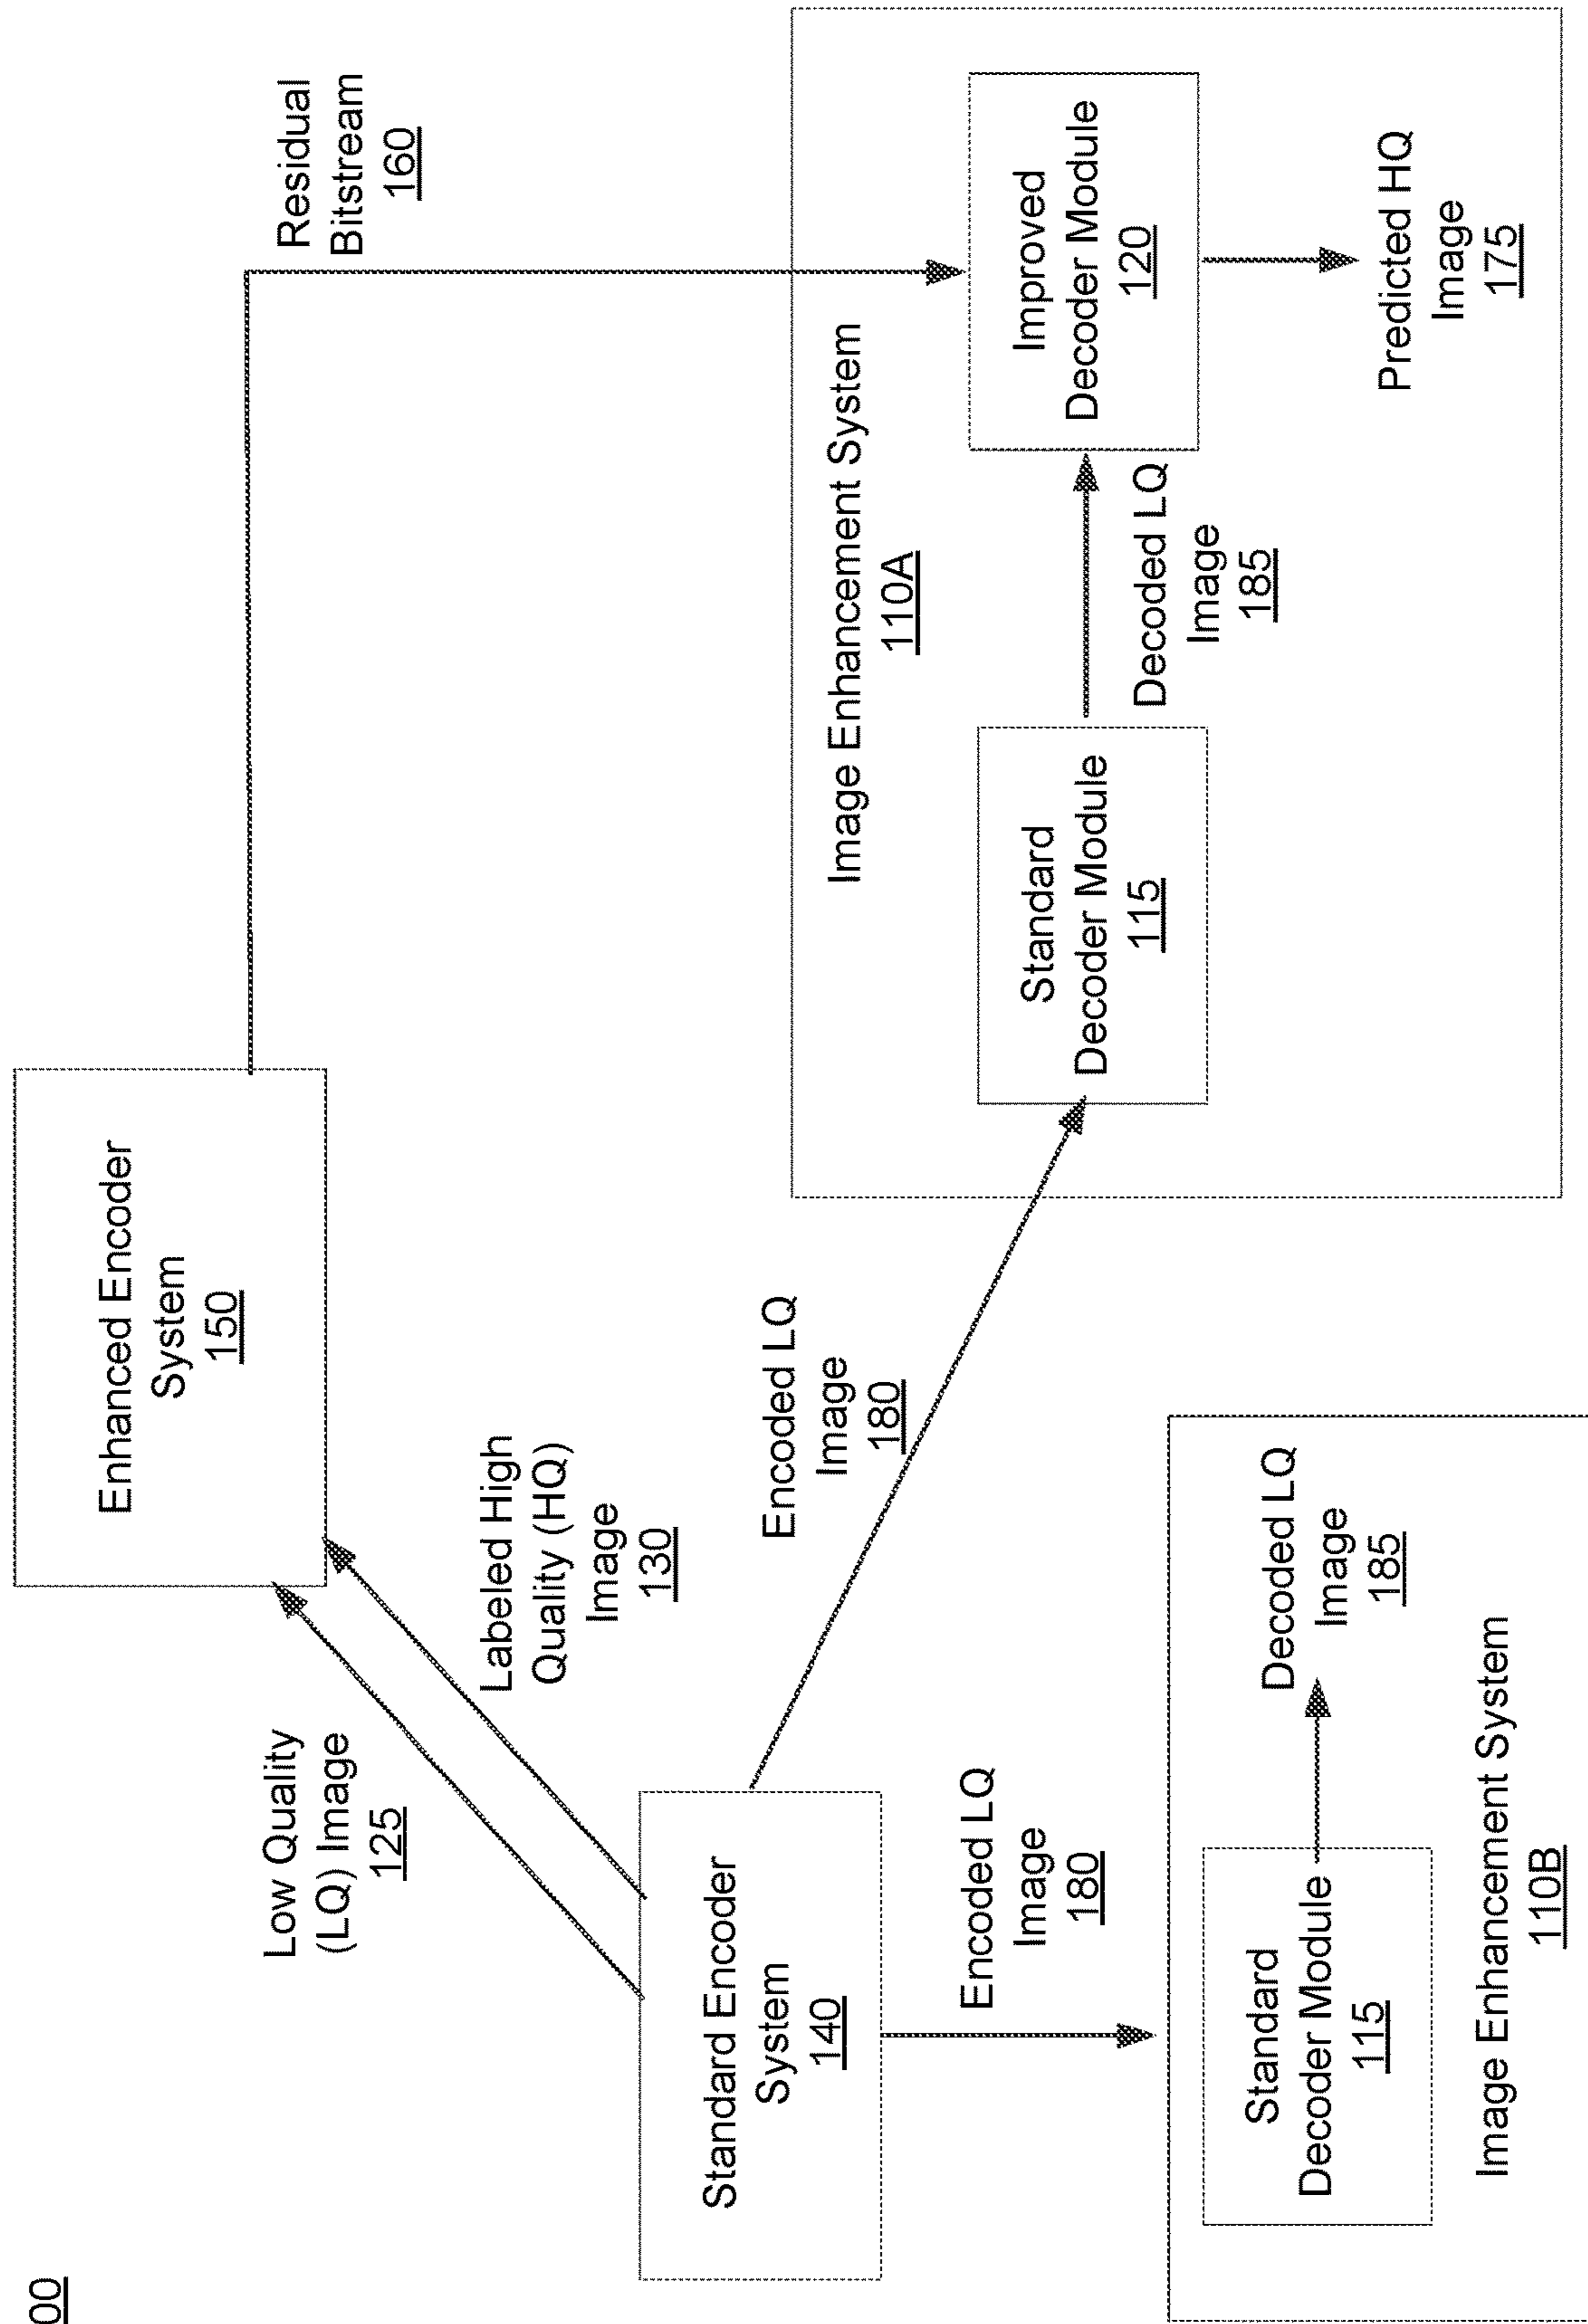 00
Enhanced Encoder
System
150
Residual
Bitstream
160
Low Quality
(LQ) Image
125
Labeled High
Quality (HQ)
Image
130
Standard Encoder
System
140
Encoded LQ
Image
180
Encoded LQ
Image
180
Image Enhancement System
110A
Standard
Decoder Module
115
Decoded LQ
Image
185
Improved
Decoder Module
120
Predicted HQ
Image
175
Standard
Decoder Module
115
Decoded LQ
Image
185
Image Enhancement System
110B